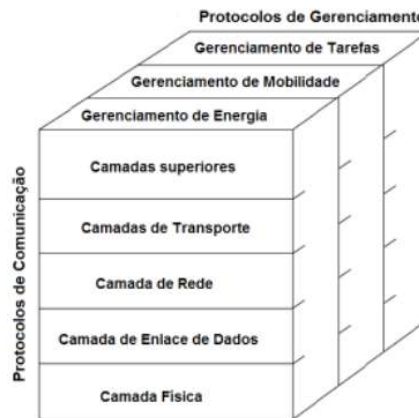 Protocolos de Gerenciamento
Gerenciamento de Tarefas
Gerenciamento de Mobilidade
Gerenciamento de Energia
Camadas superiores
Camadas de Transporte
Camada de Rede
Camada de Enlace de Dados
Camada Física
Protocolos de Comunicação